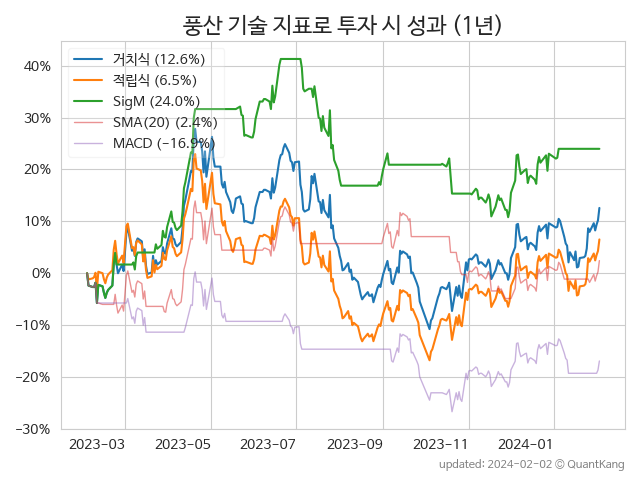 풍산 기술 지표로 투자 시 성과 (1년)
거치식 (12.6%)
적립식 (6.5%)
SigM (24.0%)
SMA(20) (2.4%)
MACD (−16.9%)
40%
30%
20%
10%
0%
−10%
−20%
−30%
2023-03 2023-05 2023-07 2023-09 2023-11 2024-01
updated: 2024-02-02 © QuantKang